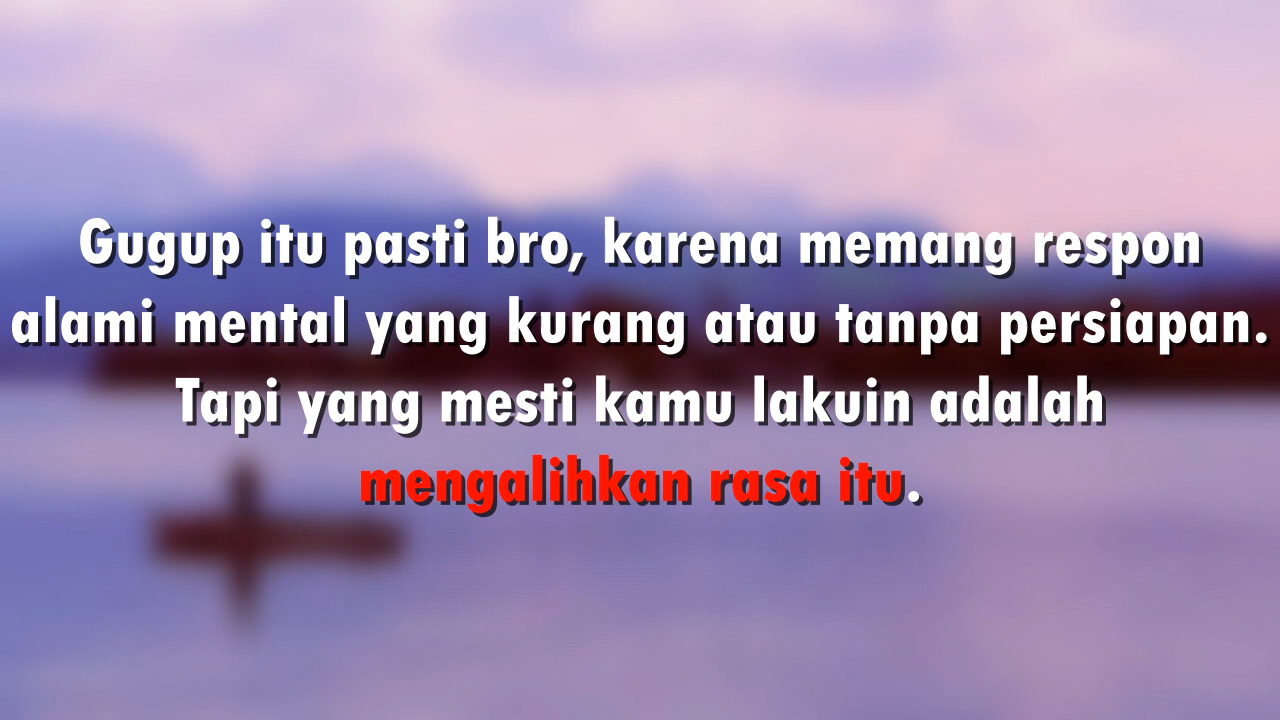 Gugup itu pasti bro, karena memang respon
alami mental yang kurang atau tanpa persiapan.
Tapi yang mesti kamu lakuin adalah
mengalihkan rasa itu.